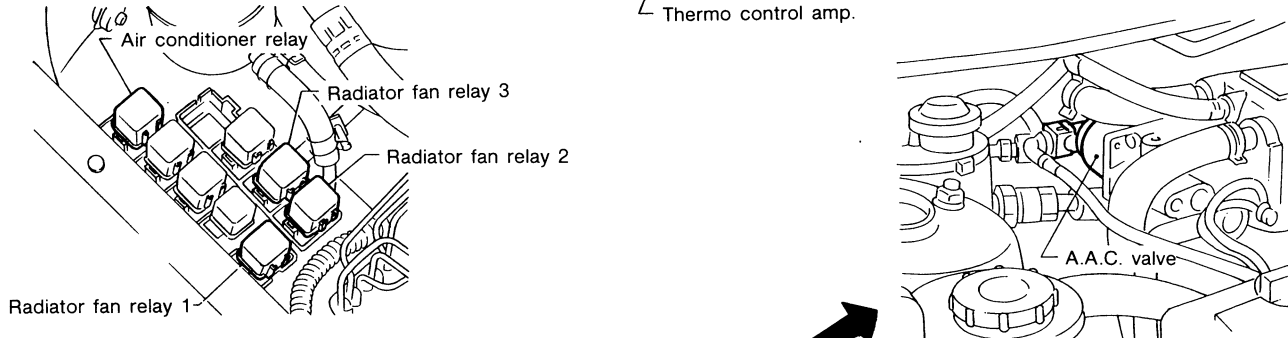 Thermo control amp.
Air conditioner relay
Radiator fan relay 3
Radiator fan relay 2
A.A.C. valve
Radiator fan relay 1